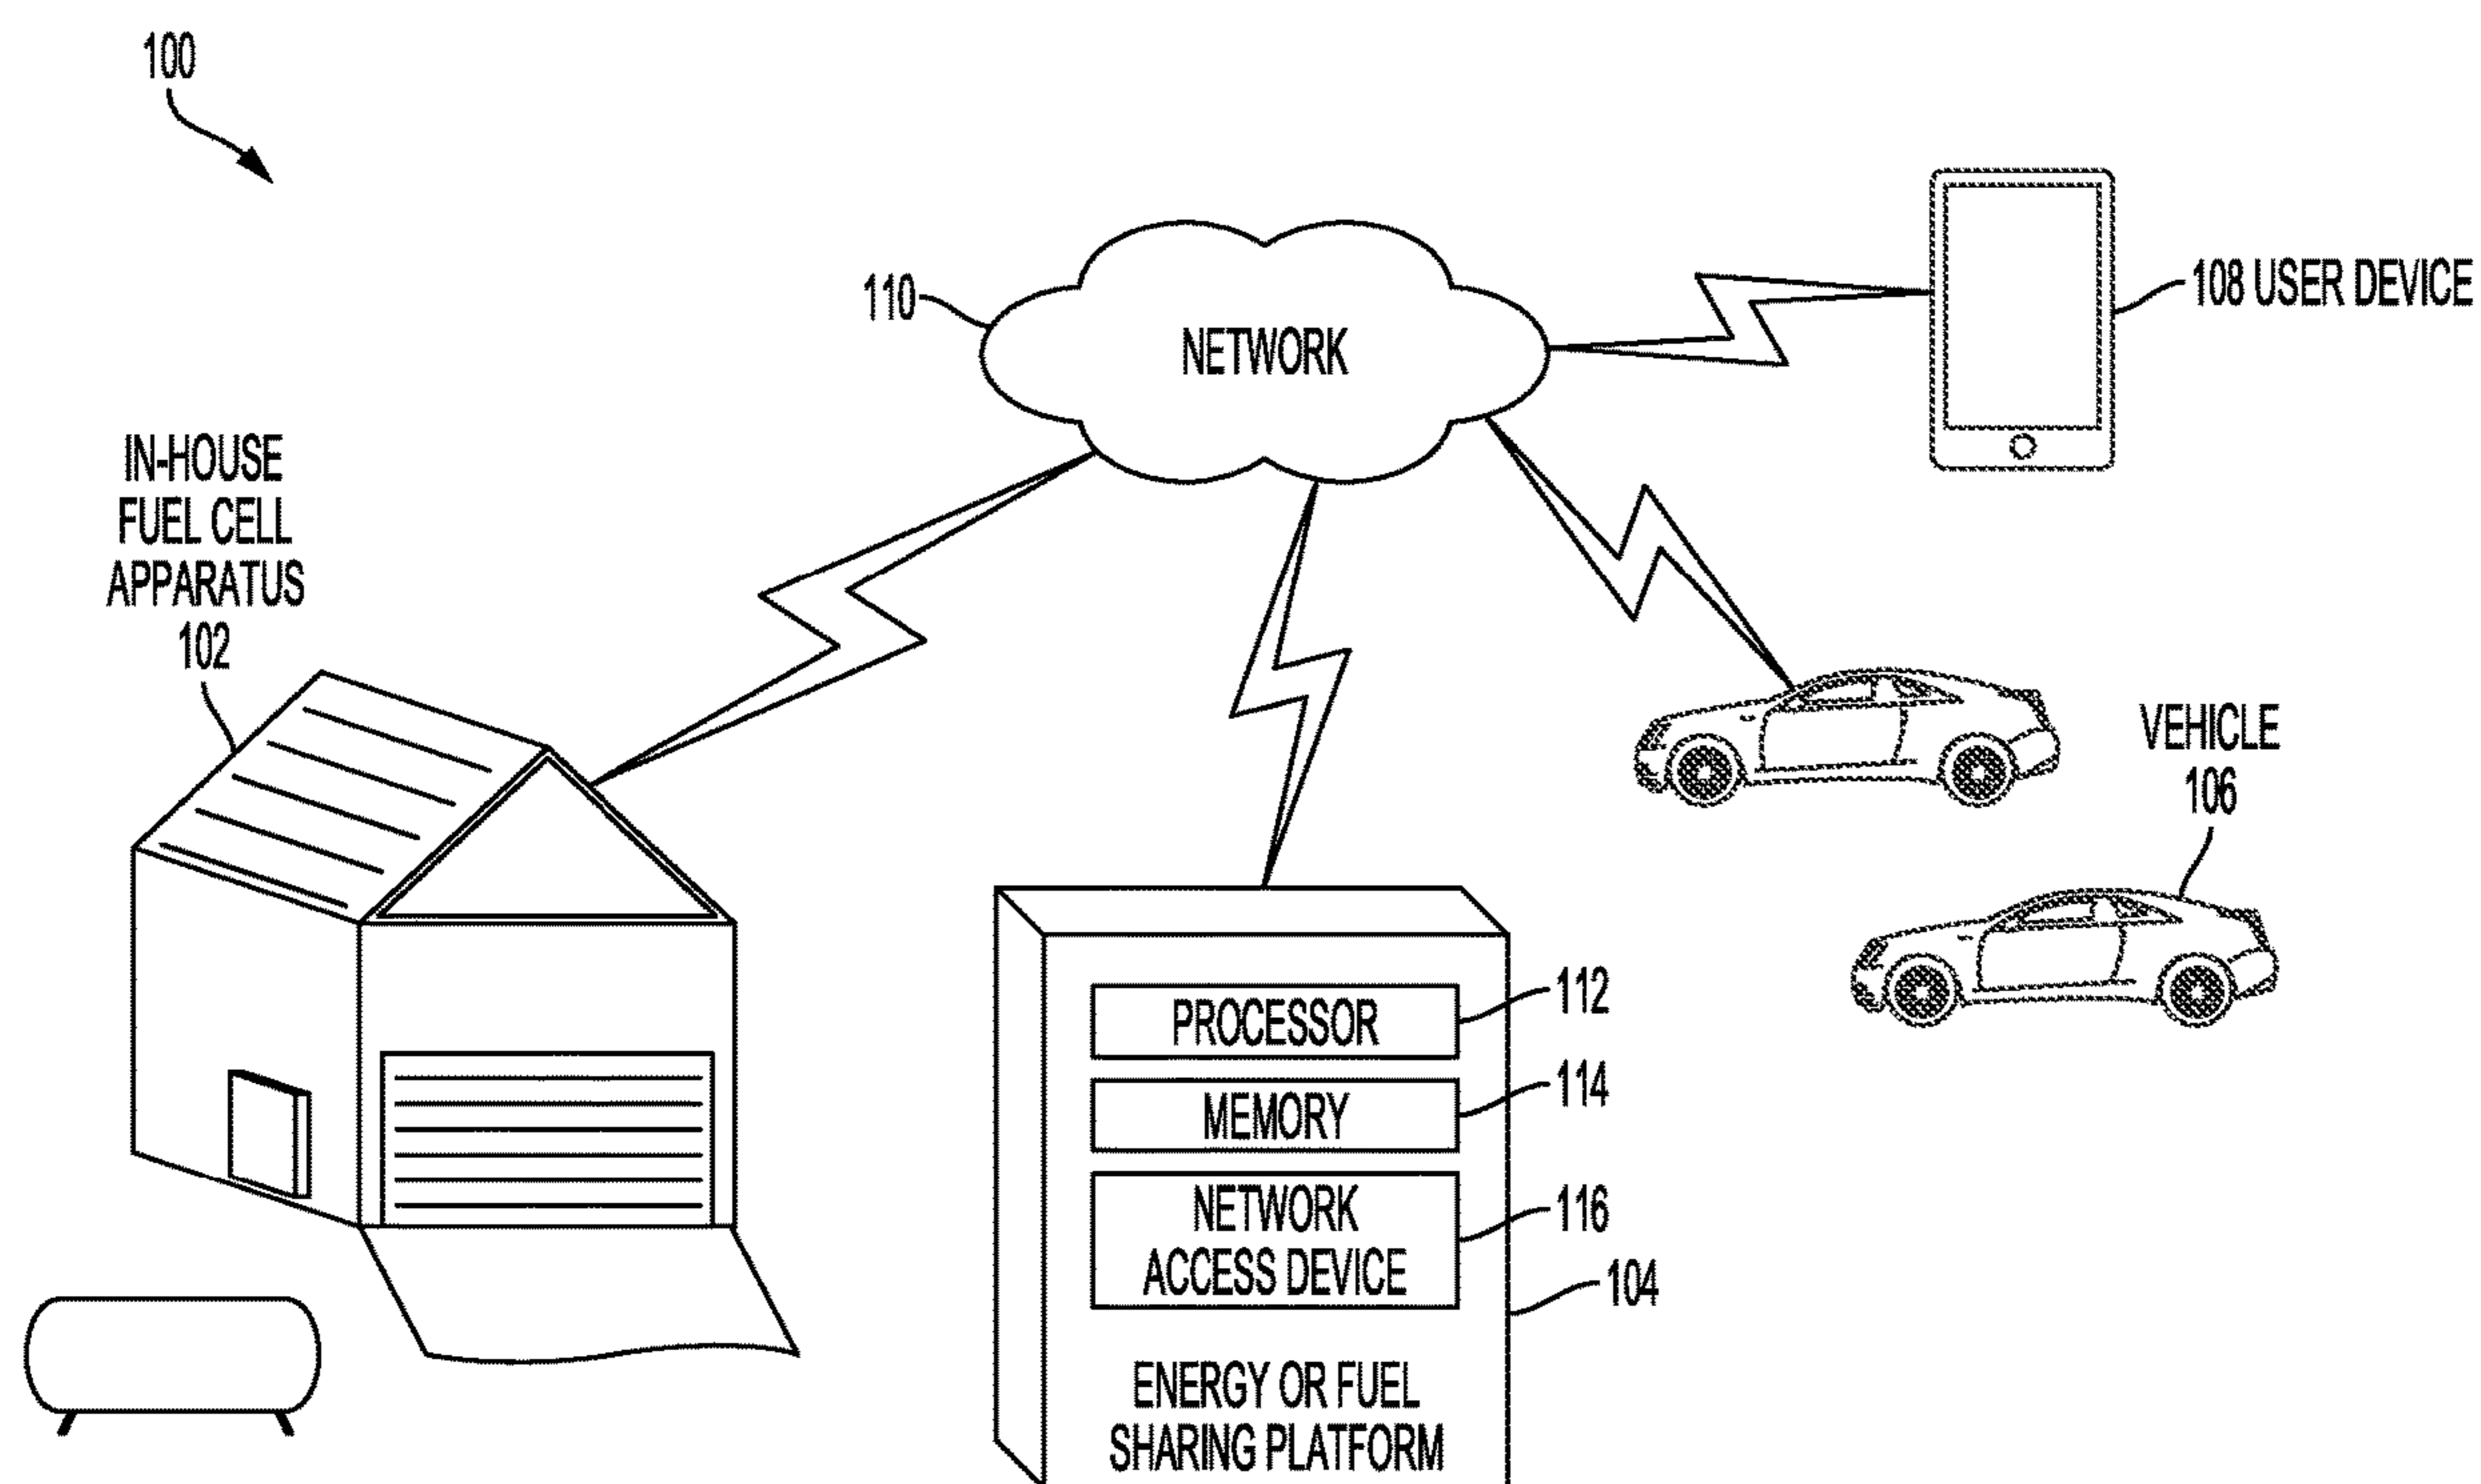 100
110
NETWORK
108 USER DEVICE
IN-HOUSE
FUEL CELL
APPARATUS
102
VEHICLE
106
PROCESSOR
112
MEMORY
114
NETWORK
ACCESS DEVICE
116
104
ENERGY OR FUEL
SHARING PLATFORM